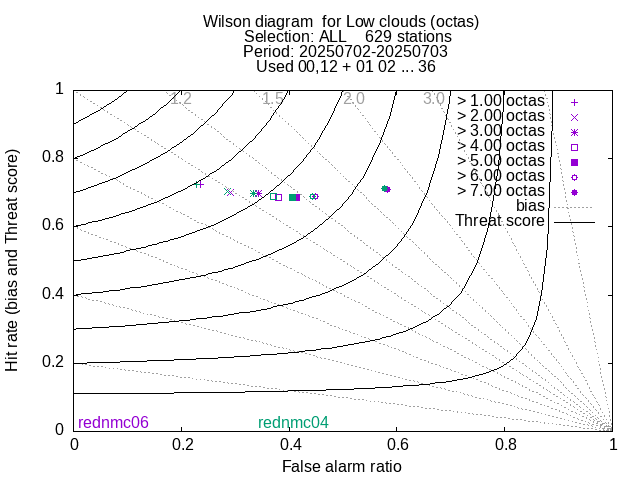 Wilson diagram  for Low clouds (octas)
Selection: ALL    629 stations
Period: 20250702-20250703
Used 00,12 + 01 02 ... 36
1.2 1.5 2.0 3.0
> 1.00 octas
> 2.00 octas
> 3.00 octas
> 4.00 octas
> 5.00 octas
> 6.00 octas
> 7.00 octas
bias
Threat score
1
0.8
0.6
0.4
0.2
0
Hit rate (bias and Threat score)
rednmc06 rednmc04
0 0.2 0.4 0.6 0.8 1
False alarm ratio